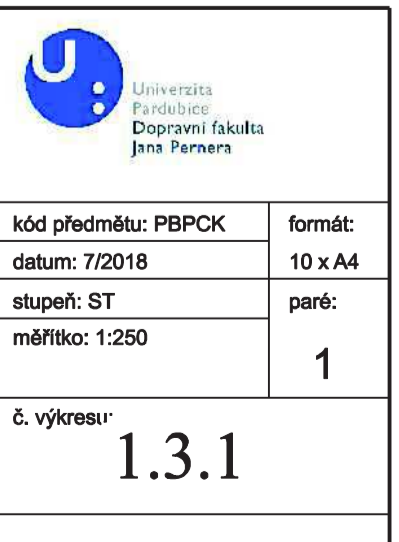 Univerzita
Pardubice
Dopravní fakulta
Jana Pernera
kód předmětu: PBPCK
formát:
datum: 7/2018
10 x A4
stupeň: ST
paré:
měřítko: 1:250
1
č. výkresu:
1.3.1